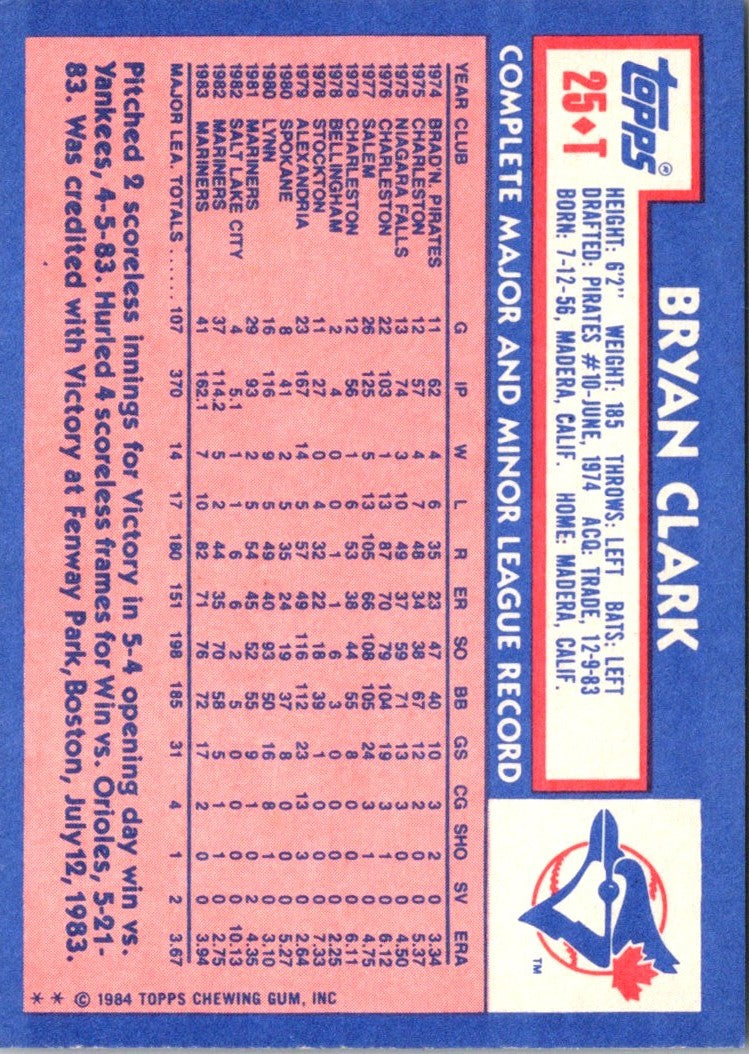 Topps®
25♦T
BRYAN CLARK
HEIGHT: 6'2" WEIGHT: 185 THROWS: LEFT BATS: LEFT
DRAFTED: PIRATES #10-JUNE, 1974 ACQ: TRADE, 12-9-83
BORN: 7-12-56, MADERA, CALIF. HOME: MADERA, CALIF.
TM
COMPLETE MAJOR AND MINOR LEAGUE RECORD
YEAR CLUB G IP W L R ER SO BB GS CG SHO SV ERA
1974 BRAD'N. PIRATES 11 62 4 6 35 23 47 40 10 3 2 0 3.34
1975 CHARLESTON 12 57 4 7 48 34 38 67 12 2 0 0 5.37
1975 NIAGARA FALLS 13 74 3 10 49 37 59 71 13 1 0 0 4.50
1976 CHARLESTON 22 103 1 13 87 70 79 104 19 3 0 0 6.12
1977 SALEM 26 125 5 13 105 66 108 105 24 3 1 0 4.75
1978 CHARLESTON 12 56 1 6 53 38 44 55 8 0 0 0 6.11
1978 BELLINGHAM 2 4 0 0 1 1 6 3 0 0 0 0 2.25
1978 STOCKTON 11 27 0 4 32 22 18 39 1 0 0 0 7.33
1979 ALEXANDRIA 23 167 14 5 57 49 116 112 23 13 3 0 2.64
1980 SPOKANE 8 41 2 5 35 24 19 37 8 0 0 0 5.27
1980 LYNN 16 116 9 5 49 40 93 50 16 8 1 0 3.10
1981 MARINERS 29 93 2 5 54 45 52 55 9 1 0 2 4.35
1982 SALT LAKE CITY 4 5.1 1 1 6 6 2 5 0 0 0 0 10.13
1982 MARINERS 37 114.2 5 2 44 35 70 58 5 1 1 0 2.75
1983 MARINERS 41 162.1 7 10 82 71 76 72 17 2 0 0 3.94
MAJOR LEA. TOTALS ...... 107 370 14 17 180 151 198 185 31 4 1 2 3.67
Pitched 2 scoreless innings for Victory in 5-4 opening day win vs.
Yankees, 4-5-83. Hurled 4 scoreless frames for Win vs. Orioles, 5-21-
83. Was credited with Victory at Fenway Park, Boston, July 12, 1983.
** © 1984 TOPPS CHEWING GUM, INC